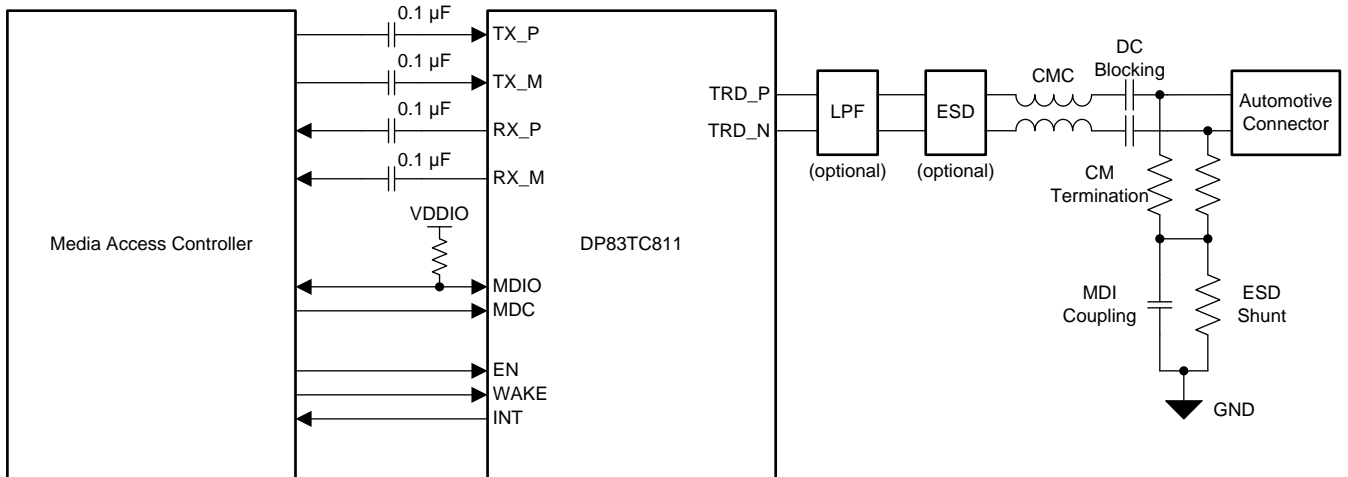 Media Access Controller
0.1 µF
0.1 µF
0.1 µF
0.1 µF
VDDIO
TX_P
TX_M
RX_P
RX_M
MDIO
MDC
EN
WAKE
INT
DP83TC811
TRD_P
TRD_N
LPF
(optional)
ESD
(optional)
CMC
DC
Blocking
Automotive
Connector
CM
Termination
MDI
Coupling
ESD
Shunt
GND